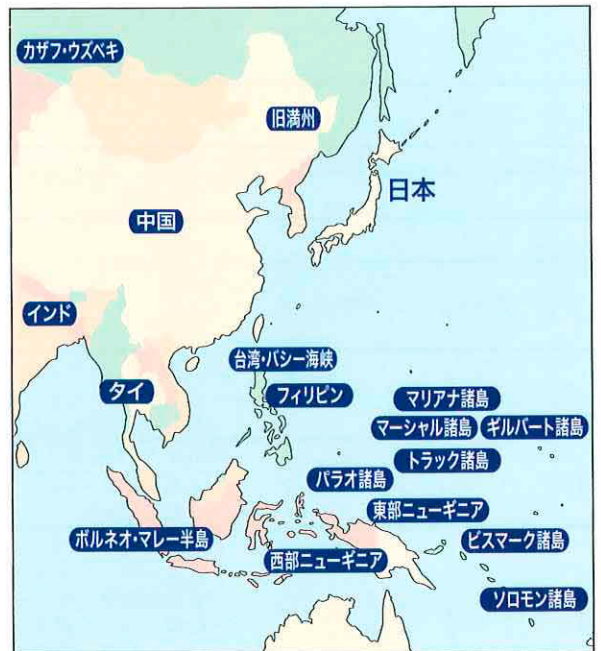 カザフ・ウズベキ
旧満州
日本
中国
インド
台湾・バシー海峡
タイ
フィリピン
マリアナ諸島
マーシャル諸島
ギルバート諸島
トラック諸島
パラオ諸島
東部ニューギニア
ボルネオ・マレー半島
西部ニューギニア
ビスマーク諸島
ソロモン諸島